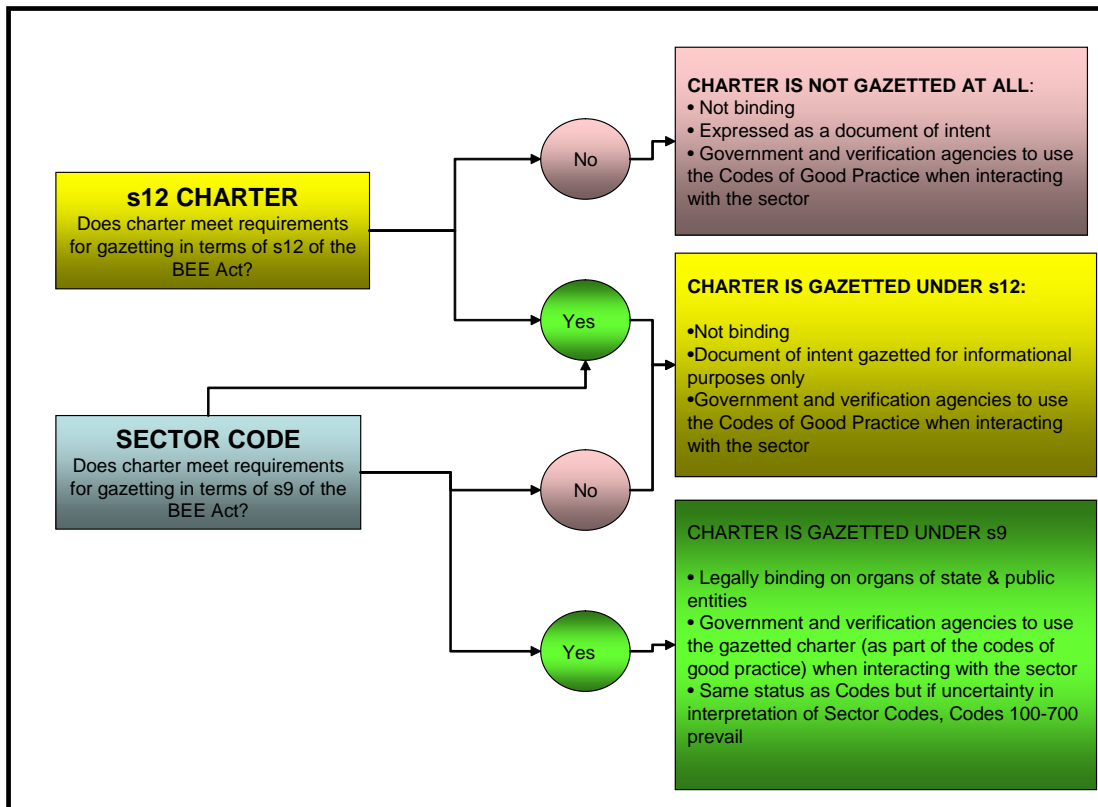 s12 CHARTER
Does charter meet requirements
for gazetting in terms of s12 of the
BEE Act?
SECTOR CODE
Does charter meet requirements
for gazetting in terms of s9 of the
BEE Act?
No
Yes
No
Yes
CHARTER IS NOT GAZETTED AT ALL:
• Not binding
• Expressed as a document of intent
• Government and verification agencies to use
the Codes of Good Practice when interacting
with the sector
CHARTER IS GAZETTED UNDER s12:
•Not binding
•Document of intent gazetted for informational
purposes only
•Government and verification agencies to use
the Codes of Good Practice when interacting
with the sector
CHARTER IS GAZETTED UNDER s9
• Legally binding on organs of state & public
entities
• Government and verification agencies to use
the gazetted charter (as part of the codes of
good practice) when interacting with the sector
• Same status as Codes but if uncertainty in
interpretation of Sector Codes, Codes 100-700
prevail